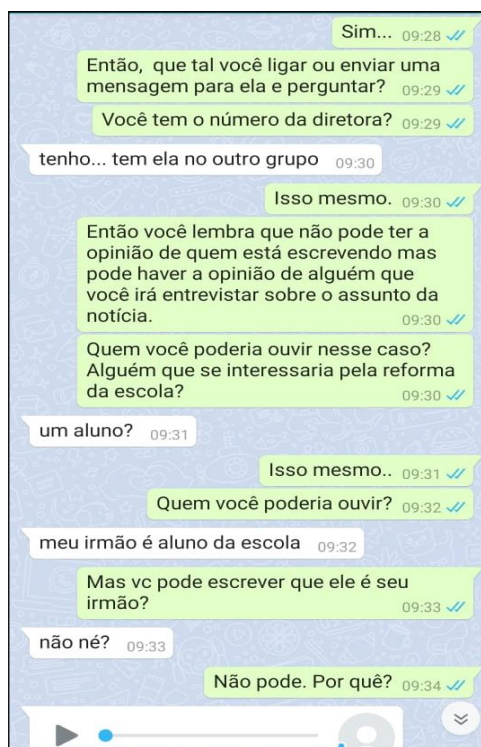 Sim... 09:28
Então, que tal você ligar ou enviar uma
mensagem para ela e perguntar? 09:29
Você tem o número da diretora? 09:29
tenho... tem ela no outro grupo 09:30
Isso mesmo. 09:30
Então você lembra que não pode ter a
opinião de quem está escrevendo mas
pode haver a opinião de alguém que
você irá entrevistar sobre o assunto da
notícia. 09:30
Quem você poderia ouvir nesse caso?
Alguém que se interessaria pela reforma
da escola? 09:30
um aluno? 09:31
Isso mesmo.. 09:31
Quem você poderia ouvir? 09:32
meu irmão é aluno da escola 09:32
Mas vc pode escrever que ele é seu
irmão? 09:33
não né? 09:33
Não pode. Por quê? 09:34